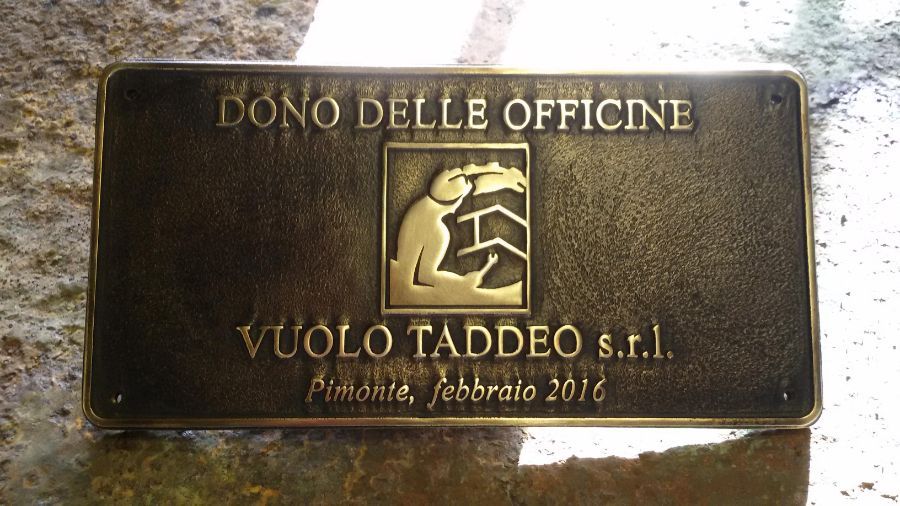 DONO DELLE OFFICINE
VUOLO TADDEO s.r.l.
Pimonte, febbraio 2016